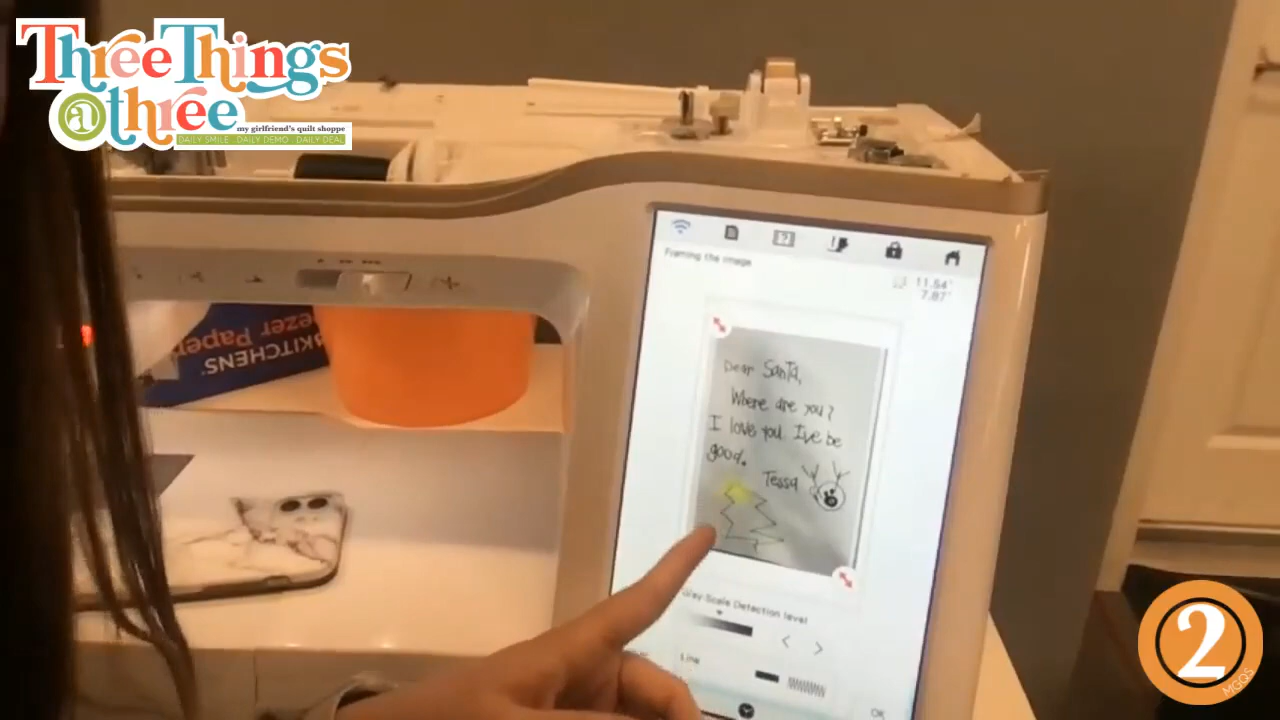 Three Things
@three
my girlfriend's quilt shoppe
DAILY SMILE . DAILY DEMO . DAILY DEAL
Framing the image
11.54"
7.87"
Dear Santa,
Where are you?
I love you. I've be
good.
Tessa
Gray-Scale Detection level
Line
OK
KITCHENS
ezer Paper
2
MGQS